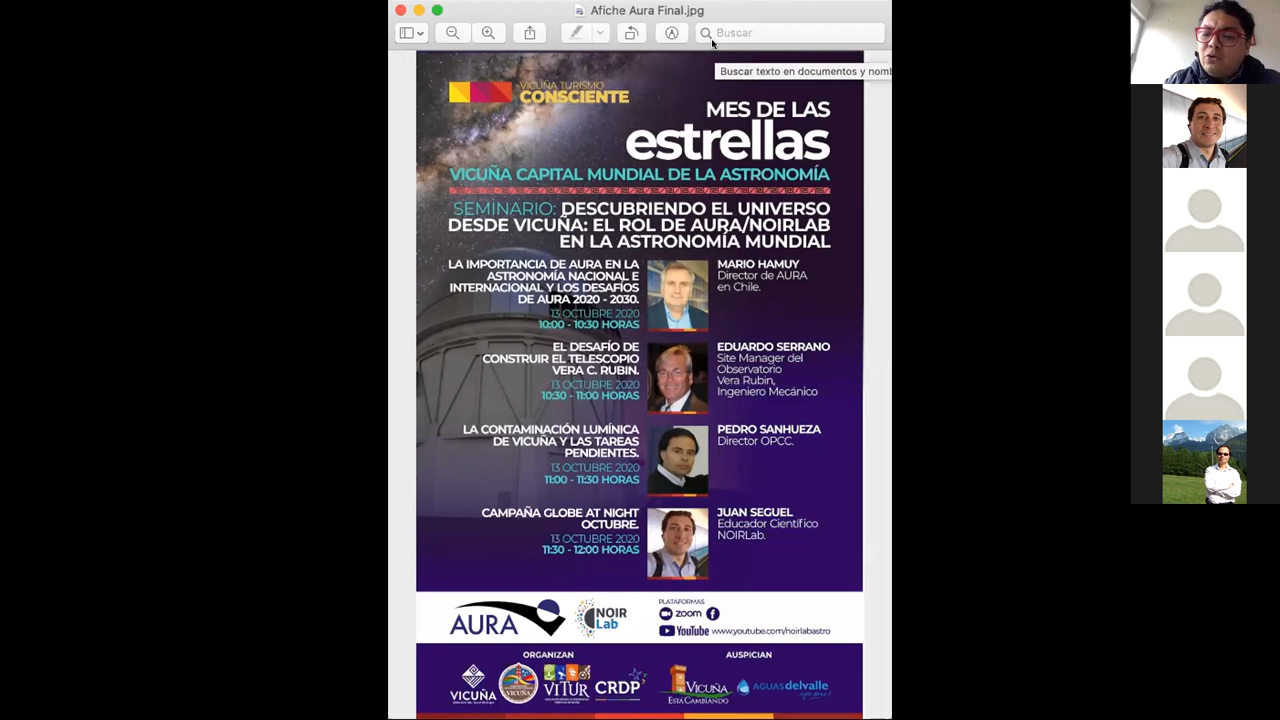 Afiche Aura Final.jpg
Buscar
Buscar texto en documentos y nomb
VICUÑA TURISMO
CONSCIENTE
MES DE LAS
estrellas
VICUÑA CAPITAL MUNDIAL DE LA ASTRONOMÍA
SEMINARIO: DESCUBRIENDO EL UNIVERSO
DESDE VICUÑA: EL ROL DE AURA/NOIRLAB
EN LA ASTRONOMÍA MUNDIAL
LA IMPORTANCIA DE AURA EN LA
ASTRONOMÍA NACIONAL E
INTERNACIONAL Y LOS DESAFÍOS
DE AURA 2020 - 2030.
13 OCTUBRE 2020
10:00 - 10:30 HORAS
MARIO HAMUY
Director de AURA
en Chile.
EL DESAFÍO DE
CONSTRUIR EL TELESCOPIO
VERA C. RUBIN.
13 OCTUBRE 2020
10:30 - 11:00 HORAS
EDUARDO SERRANO
Site Manager del
Observatorio
Vera Rubin,
Ingeniero Mecánico
LA CONTAMINACIÓN LUMÍNICA
DE VICUÑA Y LAS TAREAS
PENDIENTES.
13 OCTUBRE 2020
11:00 - 11:30 HORAS
PEDRO SANHUEZA
Director OPCC.
CAMPAÑA GLOBE AT NIGHT
OCTUBRE.
13 OCTUBRE 2020
11:30 - 12:00 HORAS
JUAN SEGUEL
Educador Científico
NOIRLab.
AURA
NOIR
Lab
PLATAFORMAS
zoom
YouTube www.youtube.com/noirlabastro
ORGANIZAN
AUSPICIAN
VICUÑA
VICUÑA
VITUR
CRDP
VICUÑA
ESTÁ CAMBIANDO
AGUAS del valle